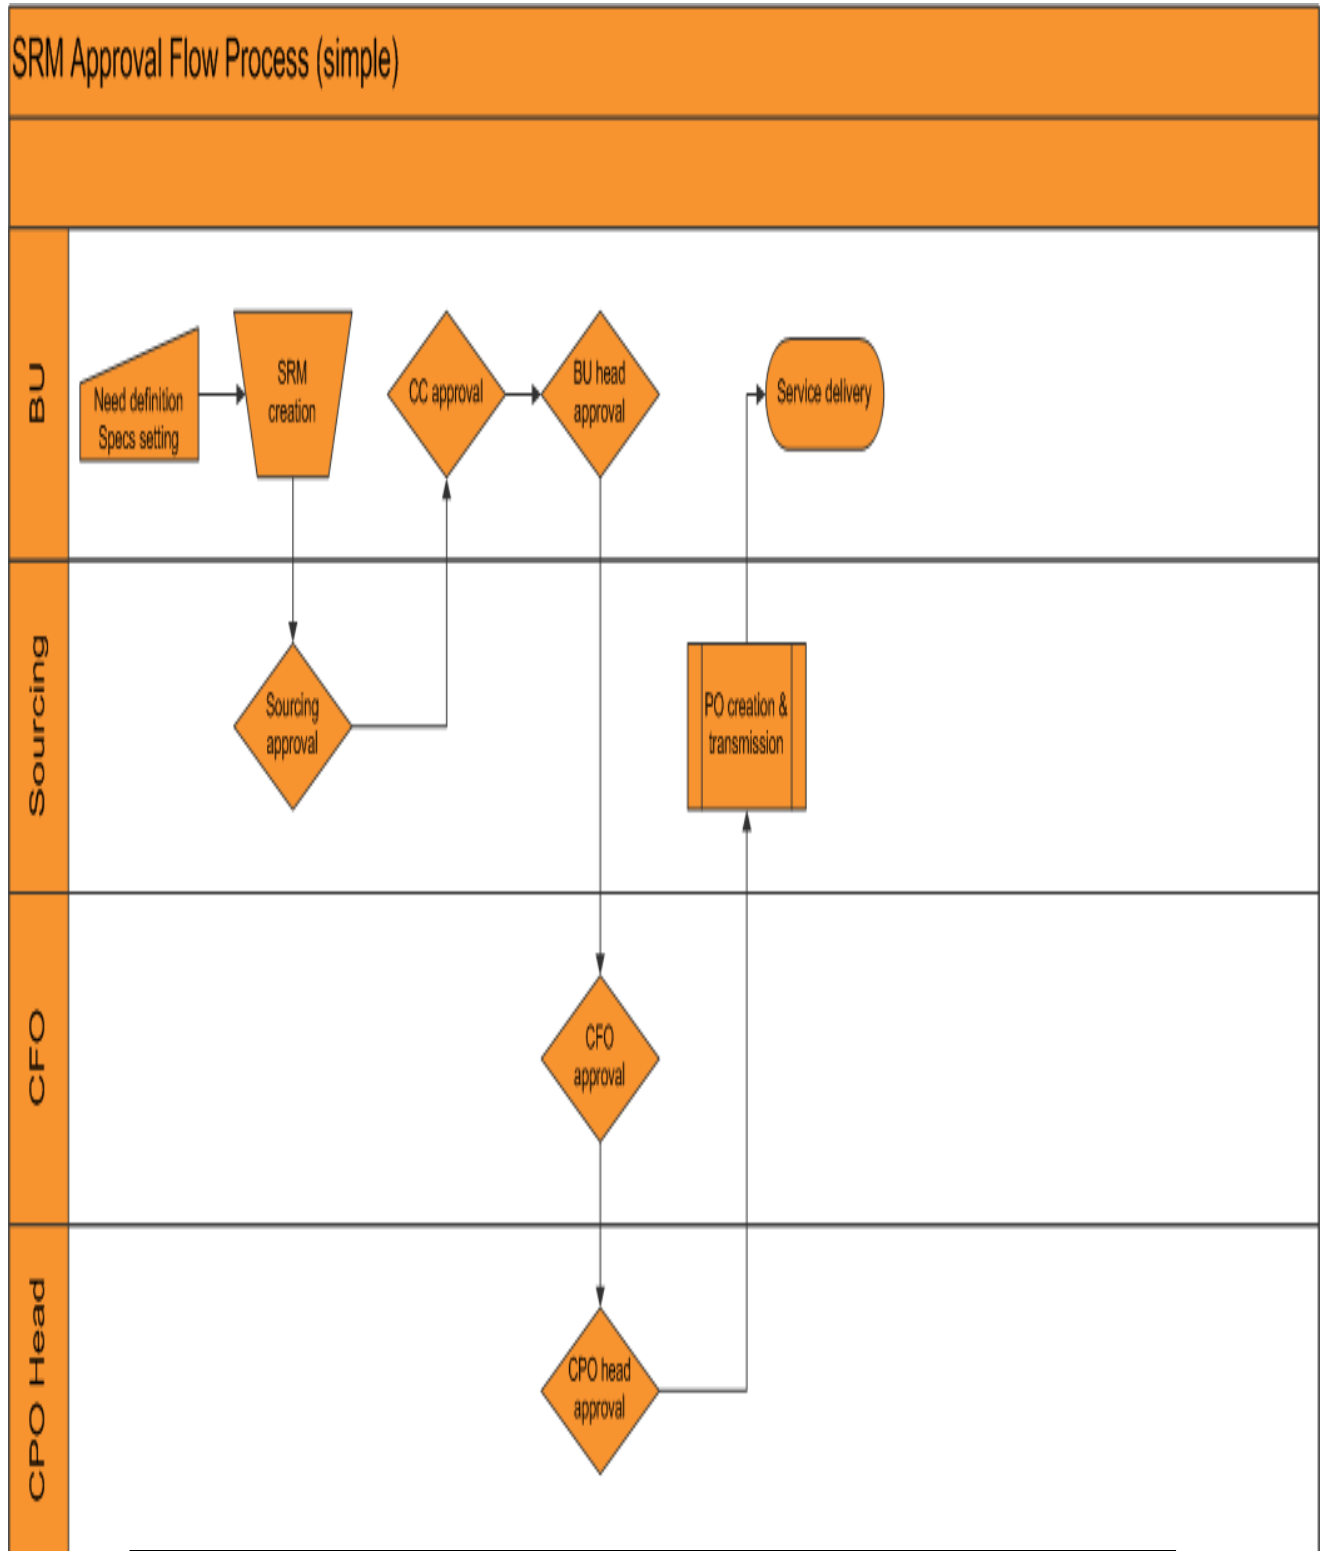 SRM Approval Flow Process (simple)
BU
Need definition
Specs setting
SRM
creation
CC approval
BU head
approval
Service delivery
Sourcing
Sourcing
approval
PO creation &
transmission
CFO
CFO
approval
CPO Head
CPO head
approval